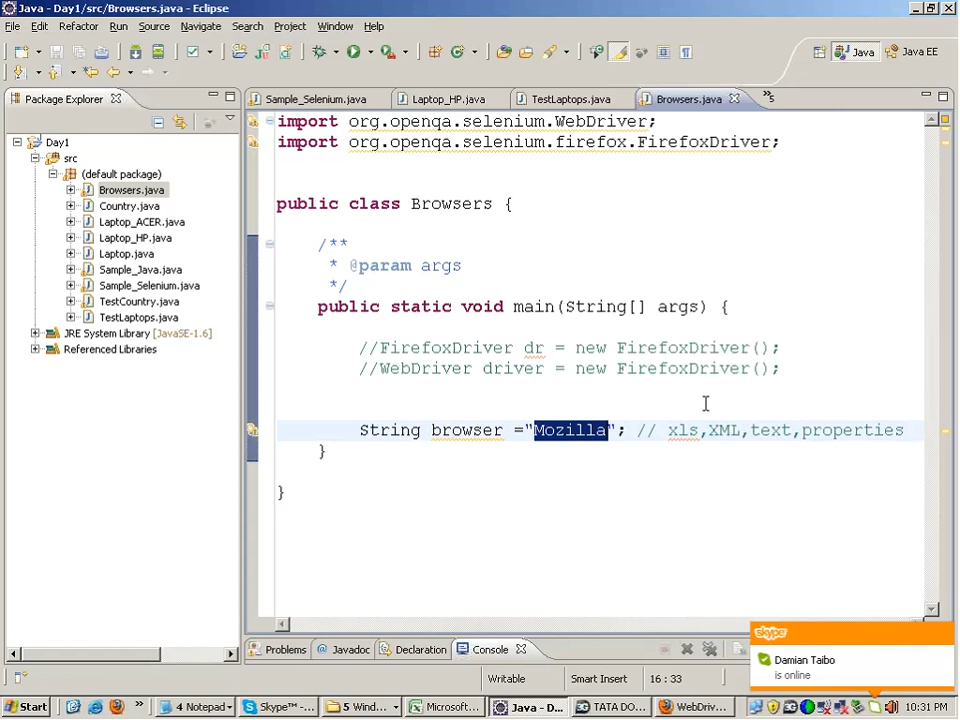 Java - Day1/src/Browsers.java - Eclipse
File Edit Refactor Run Source Navigate Search Project Window Help
Java Java EE
Package Explorer
Sample_Selenium.java Laptop_HP.java TestLaptops.java Browsers.java »5
Day1
src
(default package)
Browsers.java
Country.java
Laptop_ACER.java
Laptop_HP.java
Laptop.java
Sample_Java.java
Sample_Selenium.java
TestCountry.java
TestLaptops.java
JRE System Library [JavaSE-1.6]
Referenced Libraries
import org.openqa.selenium.WebDriver;
import org.openqa.selenium.firefox.FirefoxDriver;
public class Browsers {
/**
* @param args
*/
public static void main(String[] args) {
//FirefoxDriver dr = new FirefoxDriver();
//WebDriver driver = new FirefoxDriver();
String browser ="Mozilla"; // xls,XML,text,properties
}
}
Problems Javadoc Declaration Console
Writable Smart Insert 16 : 33
skype
Damian Taibo
is online
Start 4 Notepad Skype™-... 5 Wind... Microsoft... Java - D... TATA DO... WebDriv... 10:31 PM